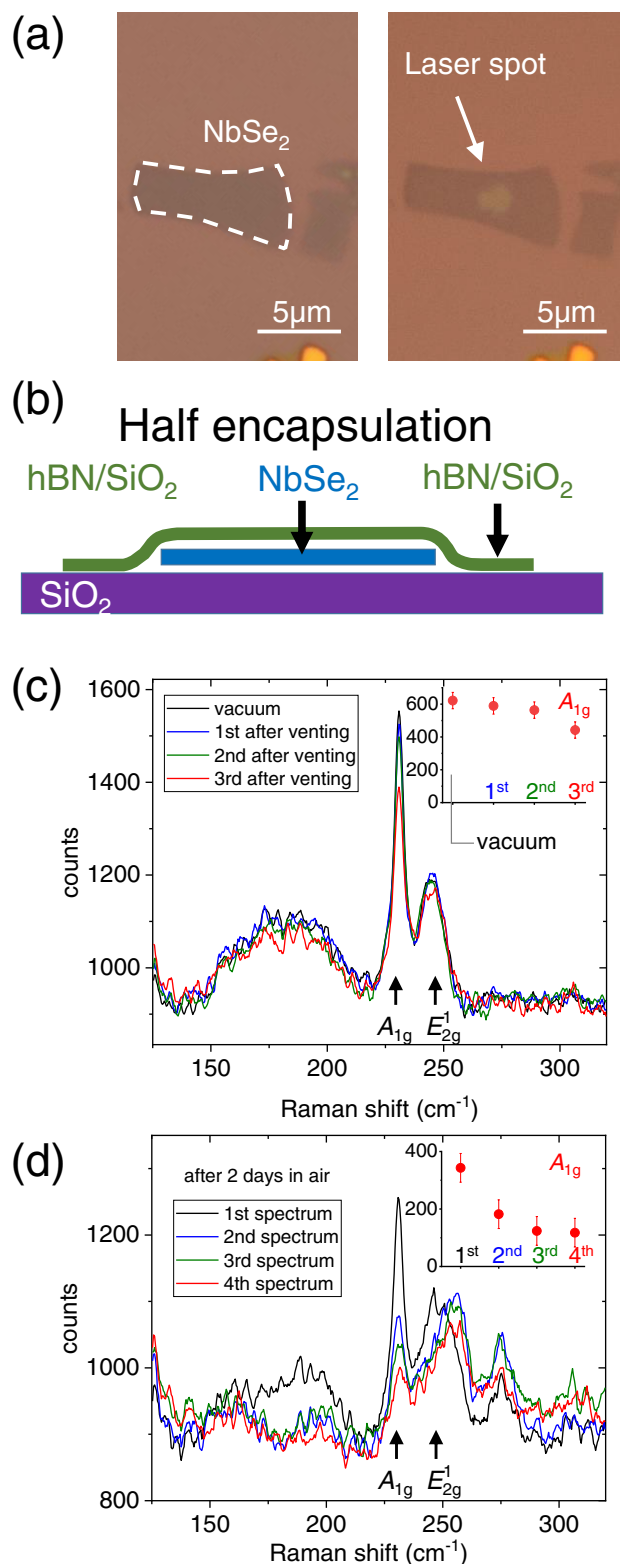 (a)
NbSe₂
5µm
Laser spot
5µm
(b)
Half encapsulation
hBN/SiO₂ NbSe₂ hBN/SiO₂
SiO₂
(c)
1600
1400
1200
1000
counts
vacuum
1st after venting
2nd after venting
3rd after venting
600
400
200
0
A₁g
1ˢᵗ 2ⁿᵈ 3ʳᵈ
vacuum
A₁g E¹₂g
150 200 250 300
Raman shift (cm⁻¹)
(d)
1200
1000
800
counts
after 2 days in air
1st spectrum
2nd spectrum
3rd spectrum
4th spectrum
400
200
0
A₁g
1ˢᵗ 2ⁿᵈ 3ʳᵈ 4ᵗʰ
A₁g E¹₂g
150 200 250 300
Raman shift (cm⁻¹)